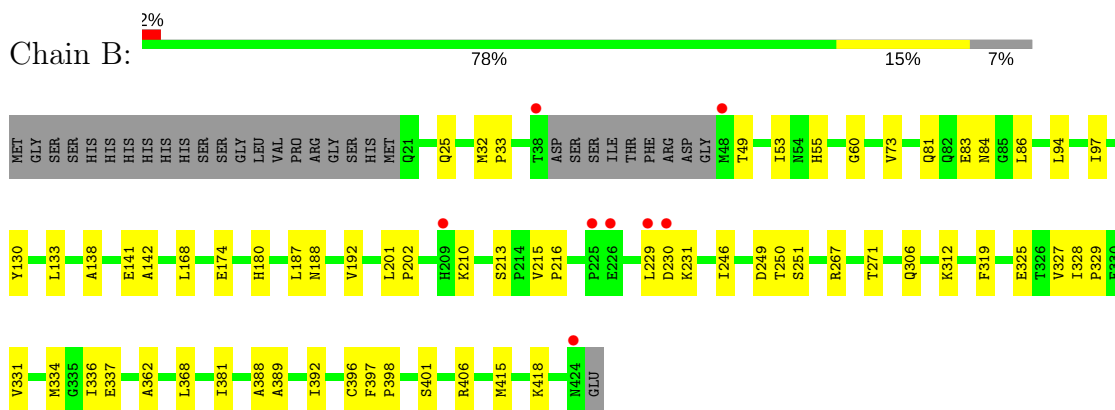 2%
Chain B:
78% 15% 7%
MET GLY SER SER HIS HIS HIS HIS HIS HIS SER SER GLY LEU VAL PRO ARG GLY SER HIS MET Q21 Q25 M32 P33 T38 ASP SER SER ILE THR PHE ARG ASP GLY M48 T49 I53 N54 H55 G60 V73 Q81 Q82 E83 N84 G85 L86 L94 I97
Y130 L133 A138 E141 A142 L168 E174 H180 L187 N188 V192 L201 P202 H209 K210 S213 P214 V215 P216 P225 E226 L229 D230 K231 I246 D249 T250 S251 R267 T271 Q306 K312 F319 E325 T326 V327 I328 P329 E330
V331 M334 G335 I336 E337 A362 L368 I381 A388 A389 I392 C396 F397 P398 S401 R406 M415 K418 N424 GLU